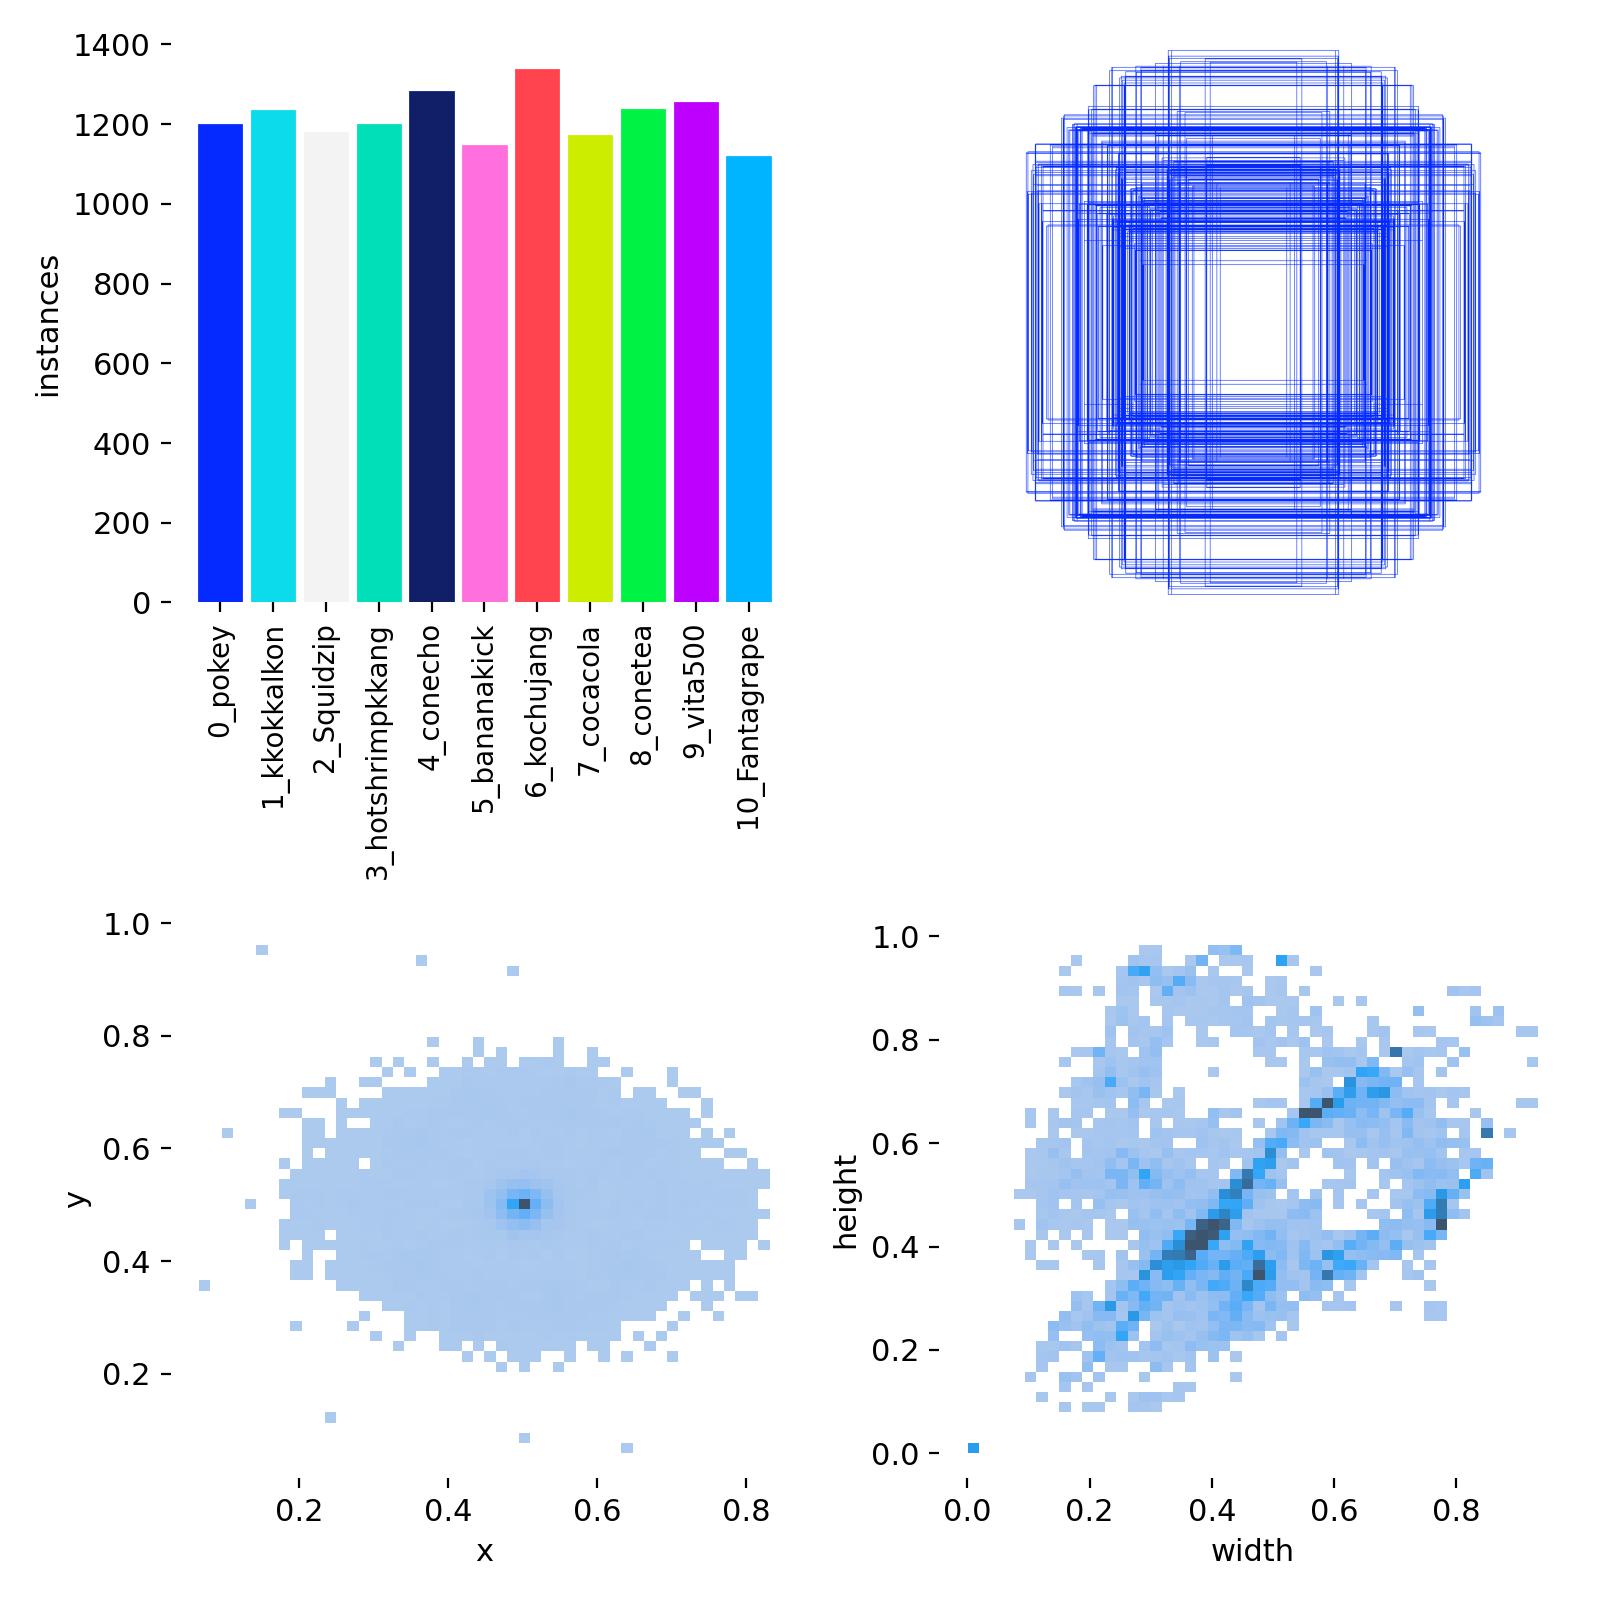 1400
1200
1000
800
600
400
200
0
instances
0_pokey
1_kkokkalkon
2_Squidzip
3_hotshrimpkkang
4_conecho
5_bananakick
6_kochujang
7_cocacola
8_conetea
9_vita500
10_Fantagrape
1.0
0.8
0.6
0.4
0.2
y
0.2 0.4 0.6 0.8
x
1.0
0.8
0.6
0.4
0.2
0.0
height
0.0 0.2 0.4 0.6 0.8
width